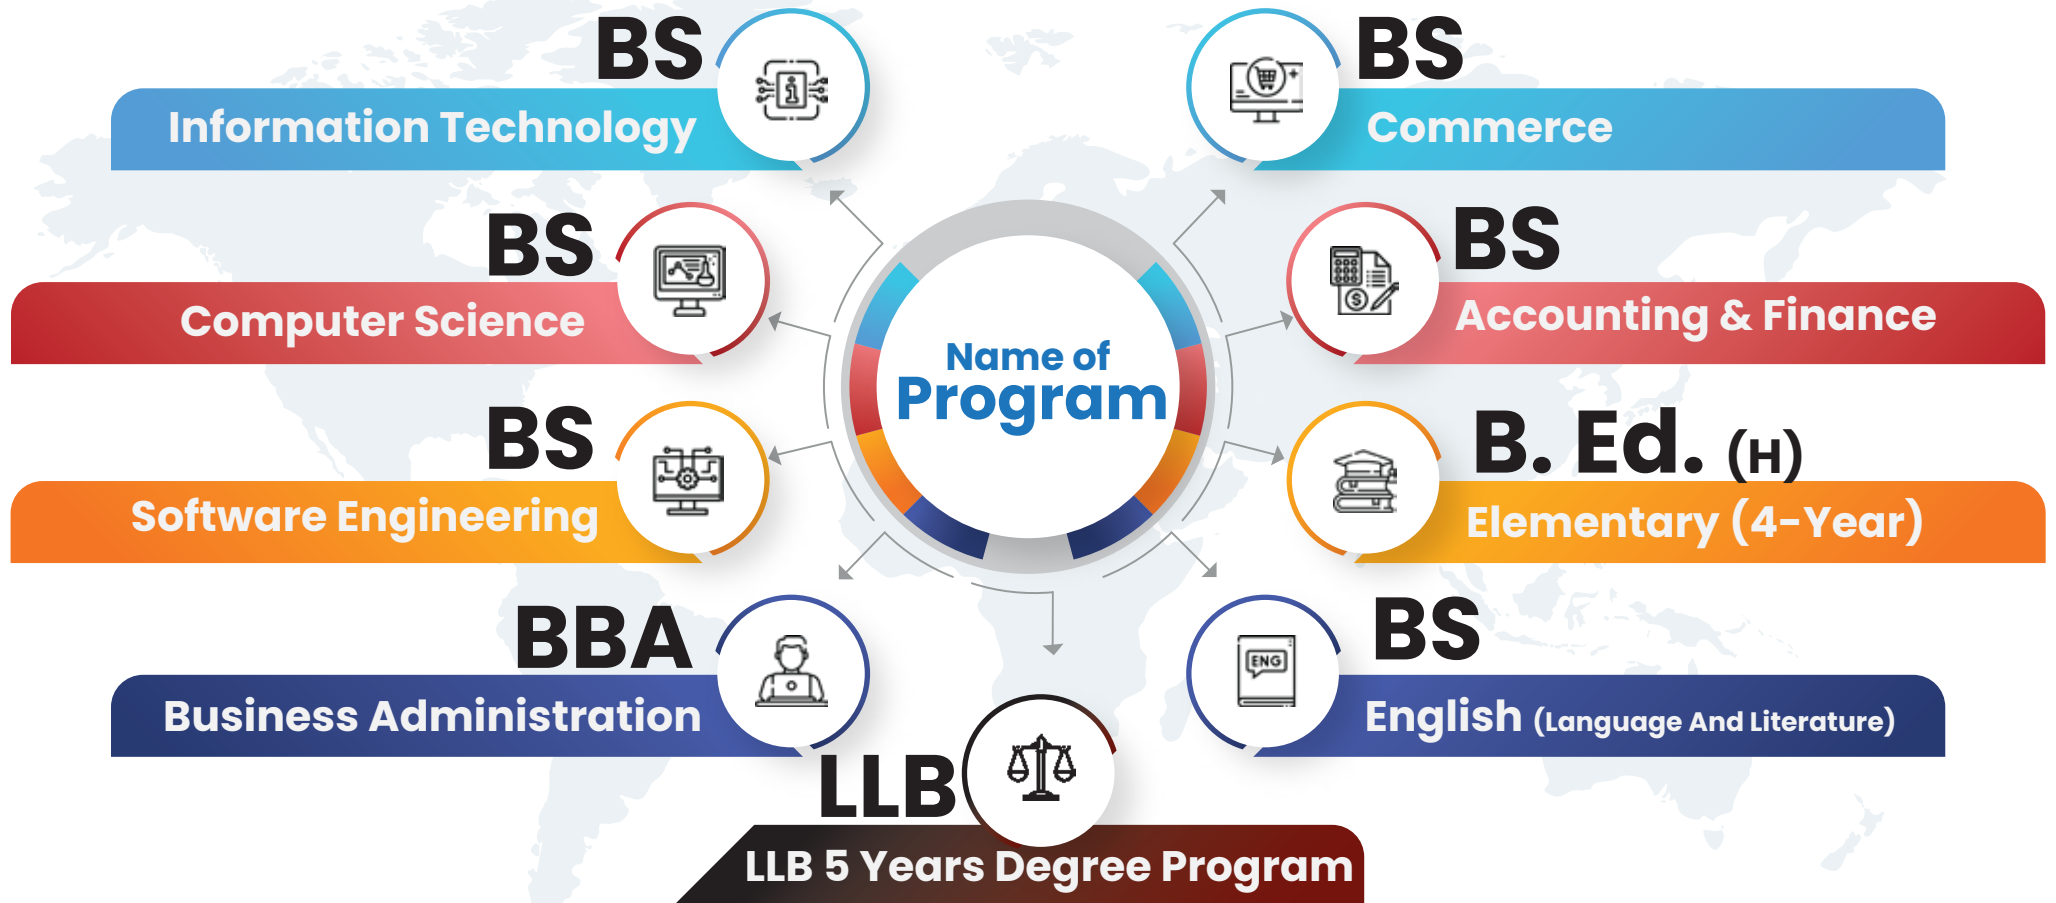 BS
Information Technology
BS
Commerce
BS
Computer Science
BS
Accounting & Finance
Name of
Program
BS
Software Engineering
B. Ed. (H)
Elementary (4-Year)
BBA
Business Administration
BS
ENG
English (Language And Literature)
LLB
LLB 5 Years Degree Program